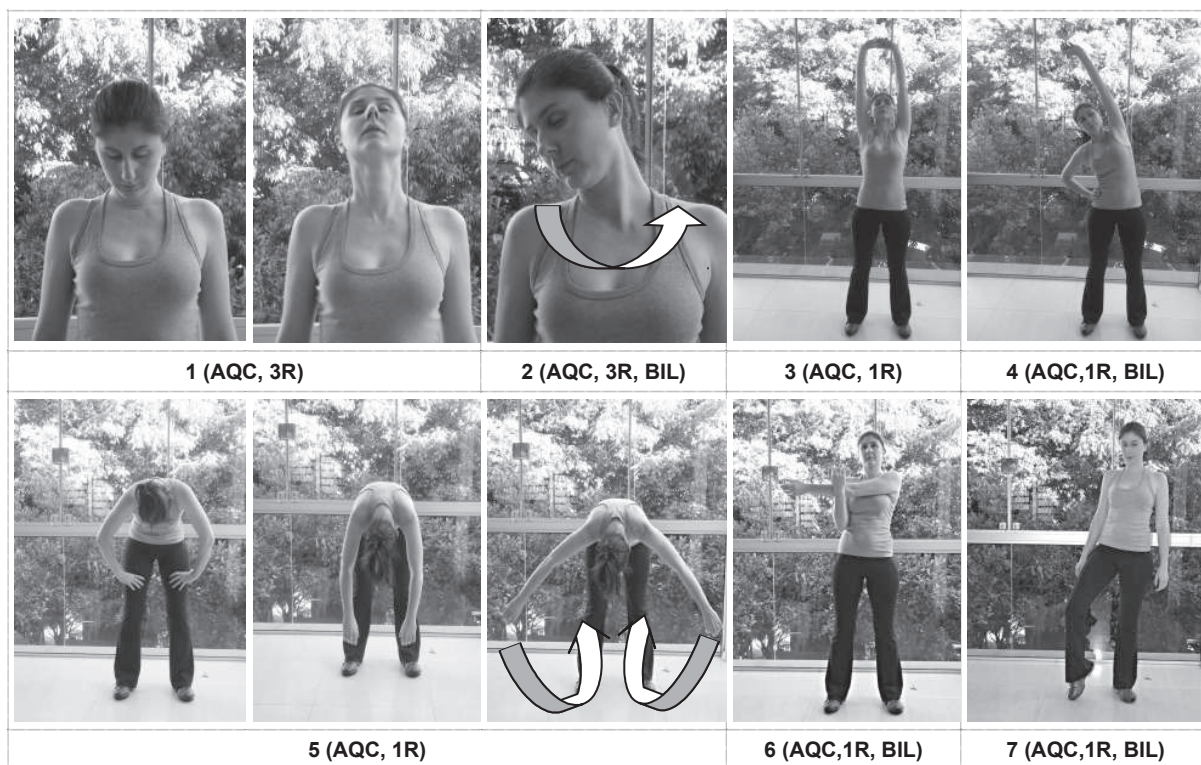 1 (AQC, 3R)
2 (AQC, 3R, BIL)
3 (AQC, 1R)
4 (AQC,1R, BIL)
5 (AQC, 1R)
6 (AQC,1R, BIL)
7 (AQC,1R, BIL)